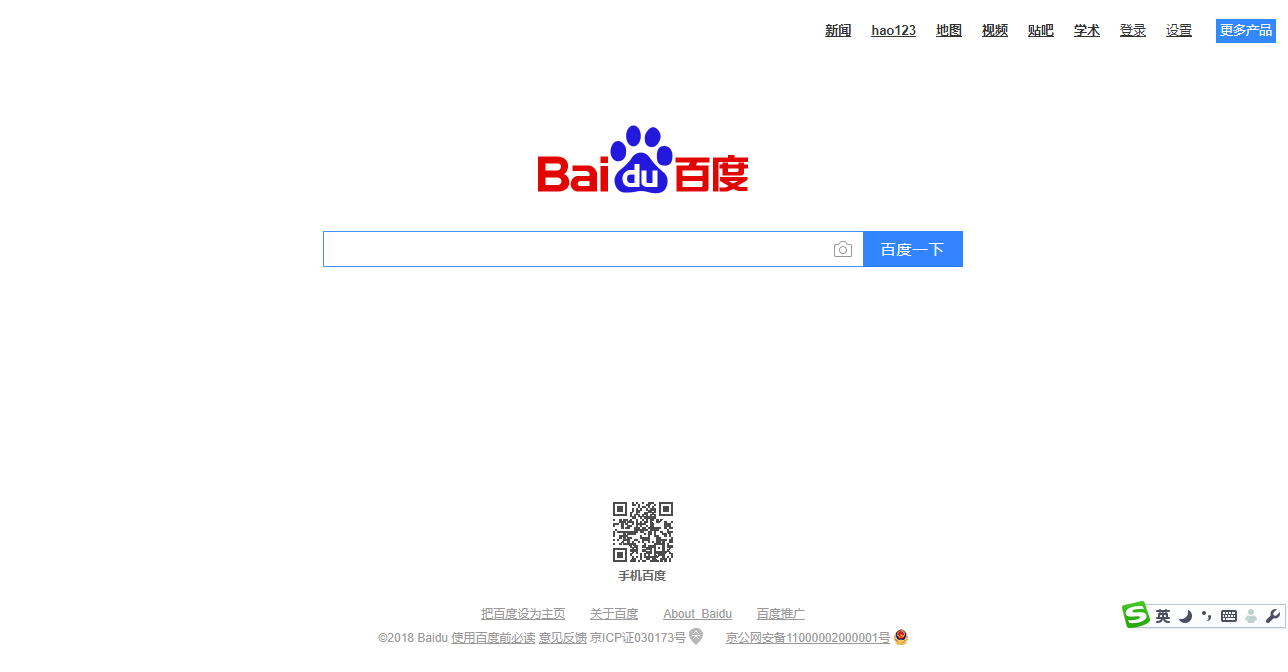 新闻 hao123 地图 视频 贴吧 学术 登录 设置 更多产品
Bai du 百度
百度一下
手机百度
把百度设为主页 关于百度 About Baidu 百度推广
©2018 Baidu 使用百度前必读 意见反馈 京ICP证030173号 京公网安备11000002000001号
S 英